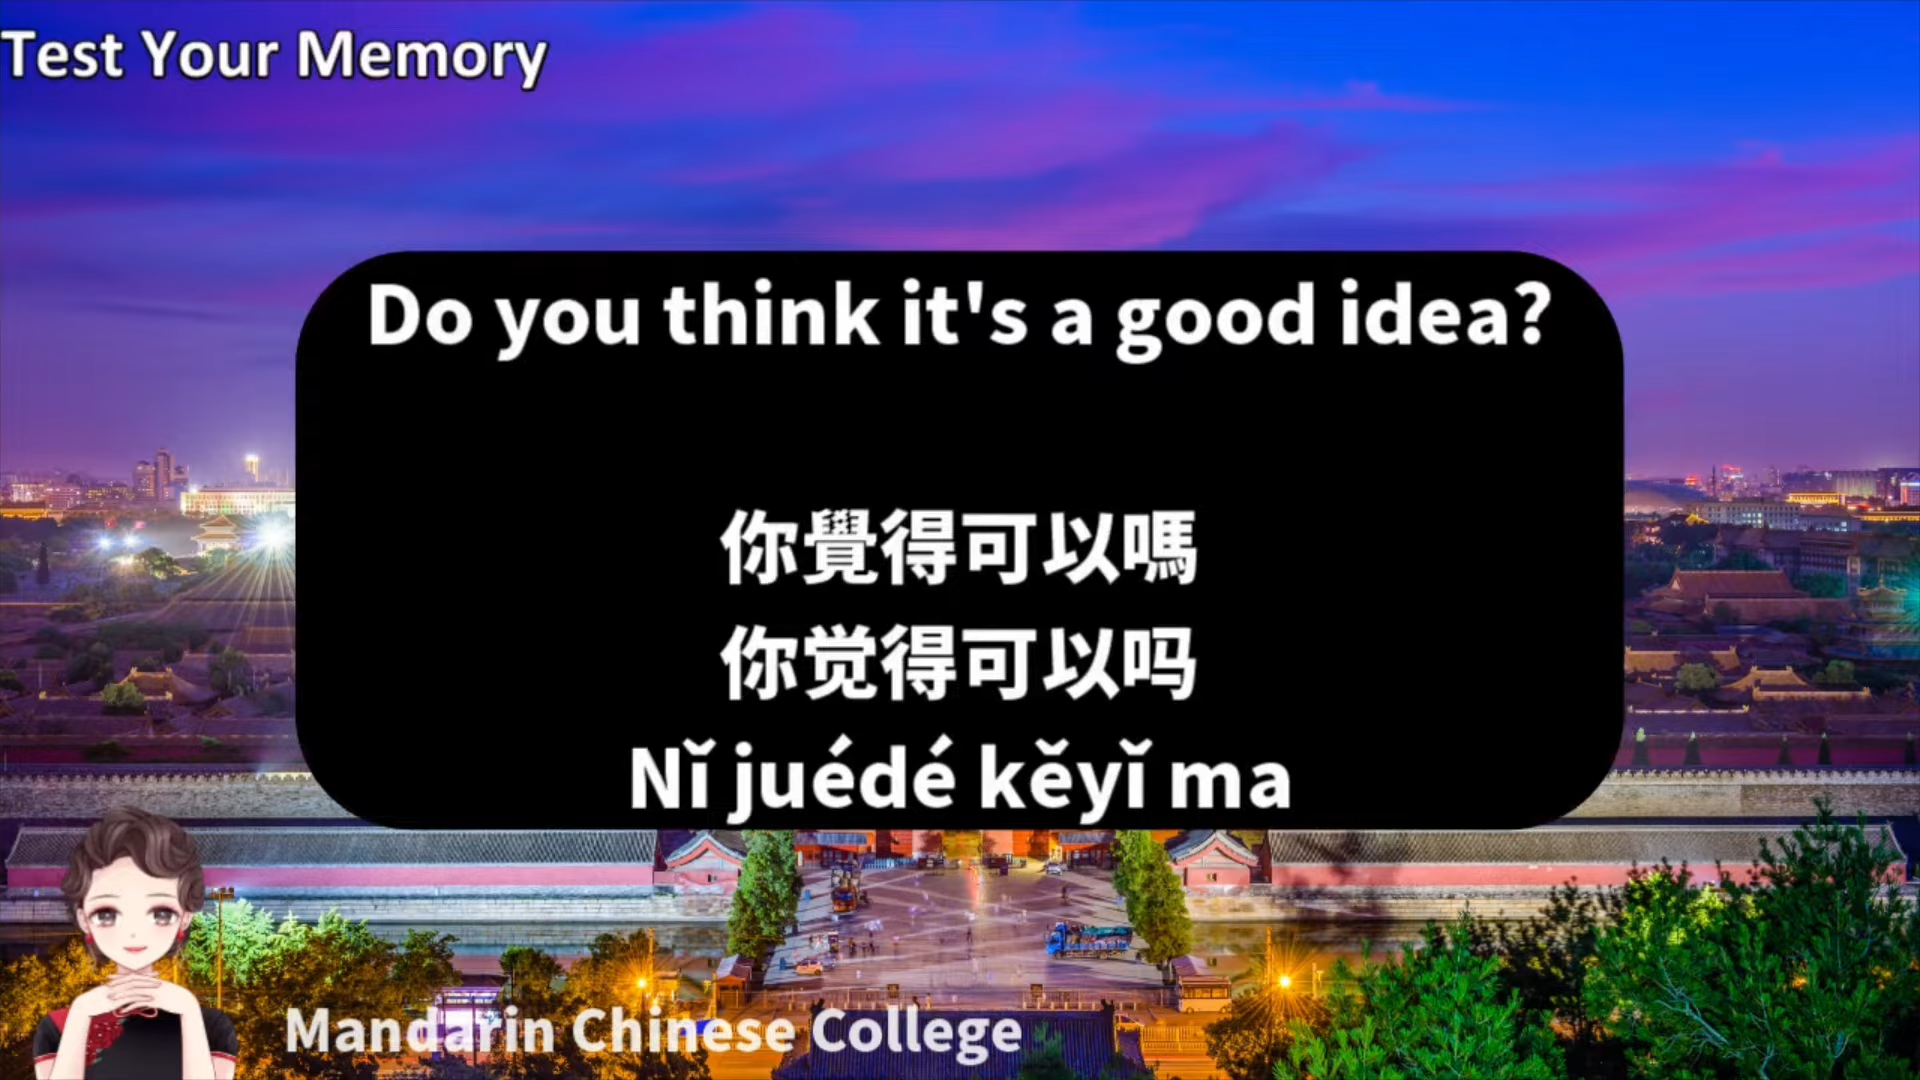 Test Your Memory
Do you think it's a good idea?
你覺得可以嗎
你觉得可以吗
Nǐ juédé kěyǐ ma
Mandarin Chinese College